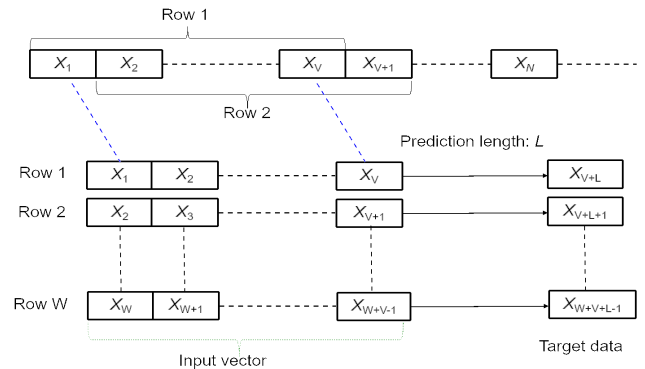 Row 1
X1 X2 XV XV+1 XN
Row 2
Prediction length: L
Row 1 X1 X2 XV XV+L
Row 2 X2 X3 XV+1 XV+L+1
Row W XW XW+1 XW+V-1 XW+V+L-1
Target data
Input vector